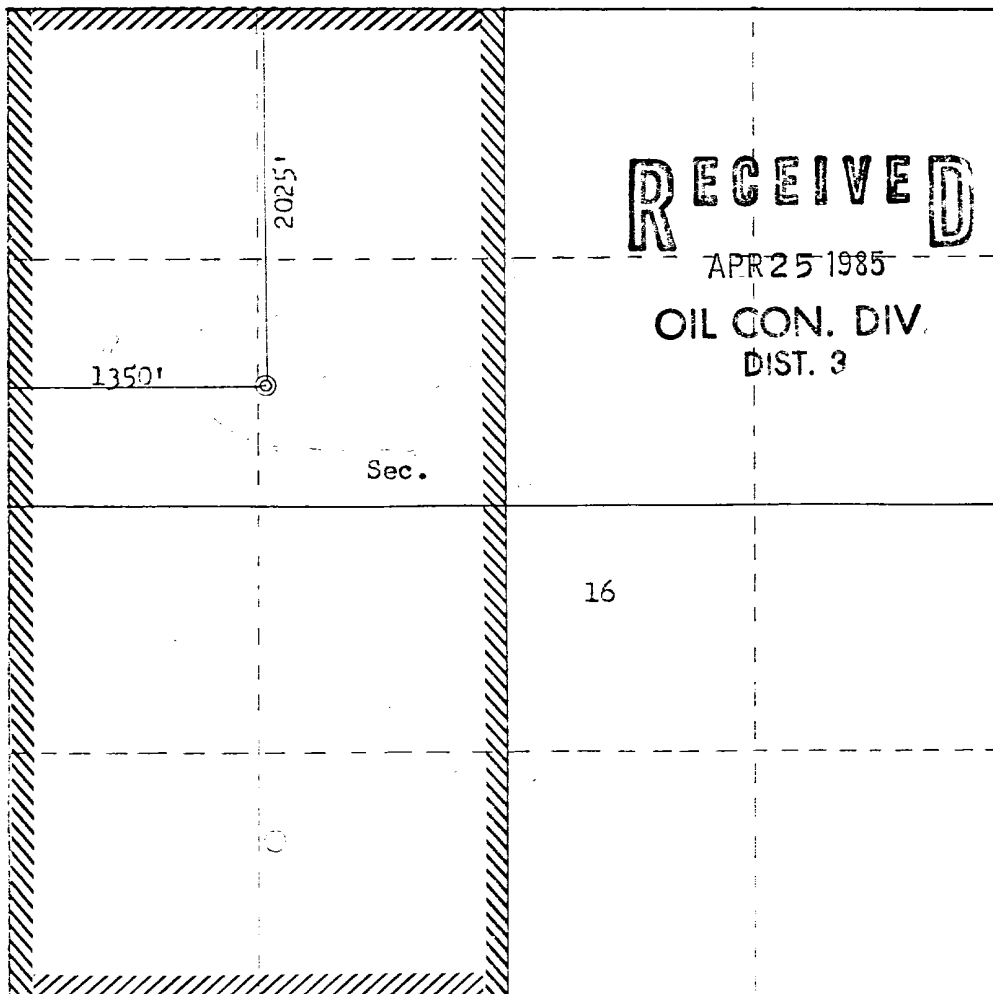 2025'
RECEIVED
APR 25 1985
OIL CON. DIV.
DIST. 3
1350'
Sec.
16